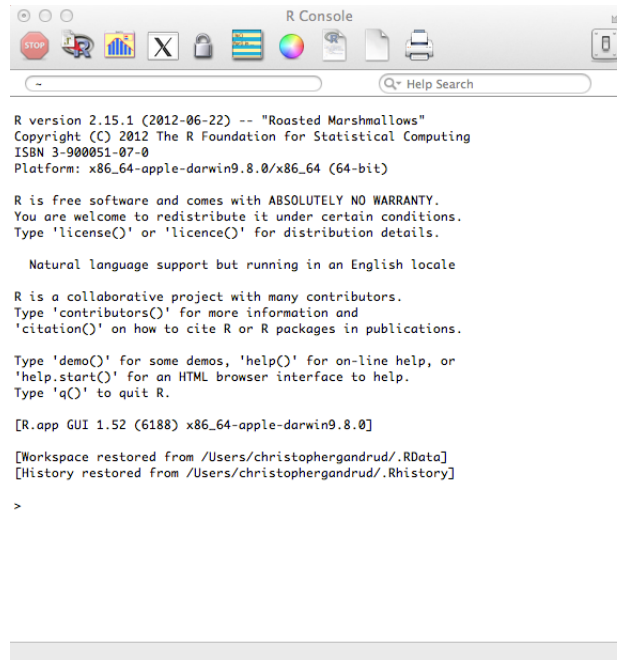 R Console
STOP
X
~
Help Search
R version 2.15.1 (2012-06-22) -- "Roasted Marshmallows"
Copyright (C) 2012 The R Foundation for Statistical Computing
ISBN 3-900051-07-0
Platform: x86_64-apple-darwin9.8.0/x86_64 (64-bit)
R is free software and comes with ABSOLUTELY NO WARRANTY.
You are welcome to redistribute it under certain conditions.
Type 'license()' or 'licence()' for distribution details.
Natural language support but running in an English locale
R is a collaborative project with many contributors.
Type 'contributors()' for more information and
'citation()' on how to cite R or R packages in publications.
Type 'demo()' for some demos, 'help()' for on-line help, or
'help.start()' for an HTML browser interface to help.
Type 'q()' to quit R.
[R.app GUI 1.52 (6188) x86_64-apple-darwin9.8.0]
[Workspace restored from /Users/christophergandrud/.RData]
[History restored from /Users/christophergandrud/.Rhistory]
>